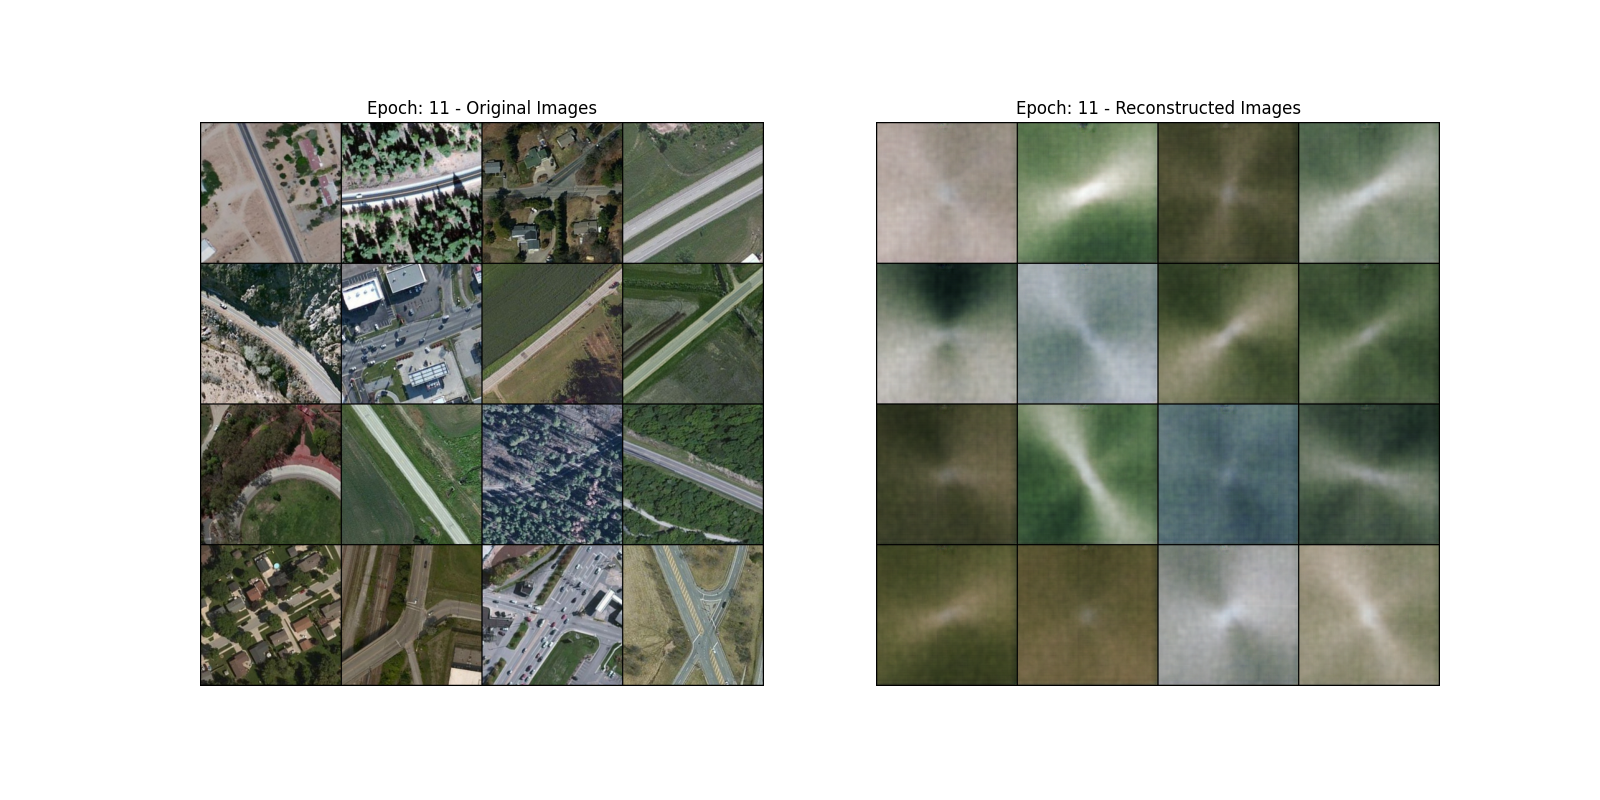 Epoch: 11 - Original Images
Epoch: 11 - Reconstructed Images